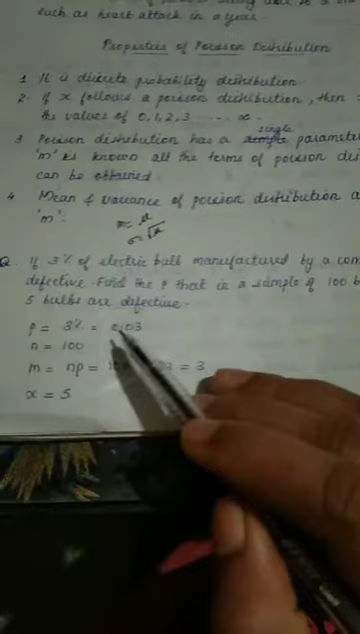 such as heart attack in a year.
Properties of Poisson Distribution
1 It is discrete probability distribution
2. if x follows a poisson distribution, then
the values of 0, 1, 2, 3 .... ∞.
single
3 Poisson distribution has a parameter
'm' is known all the terms of poisson dis
can be obtained
4 Mean & variance of poisson distribution a
'm'.
Q If 3% of electric bulb manufactured by a com
defective. Find the P that in a sample of 100 b
5 bulbs are defective.
p = 3% = 0.03
n = 100
m = np = = 3
x = 5